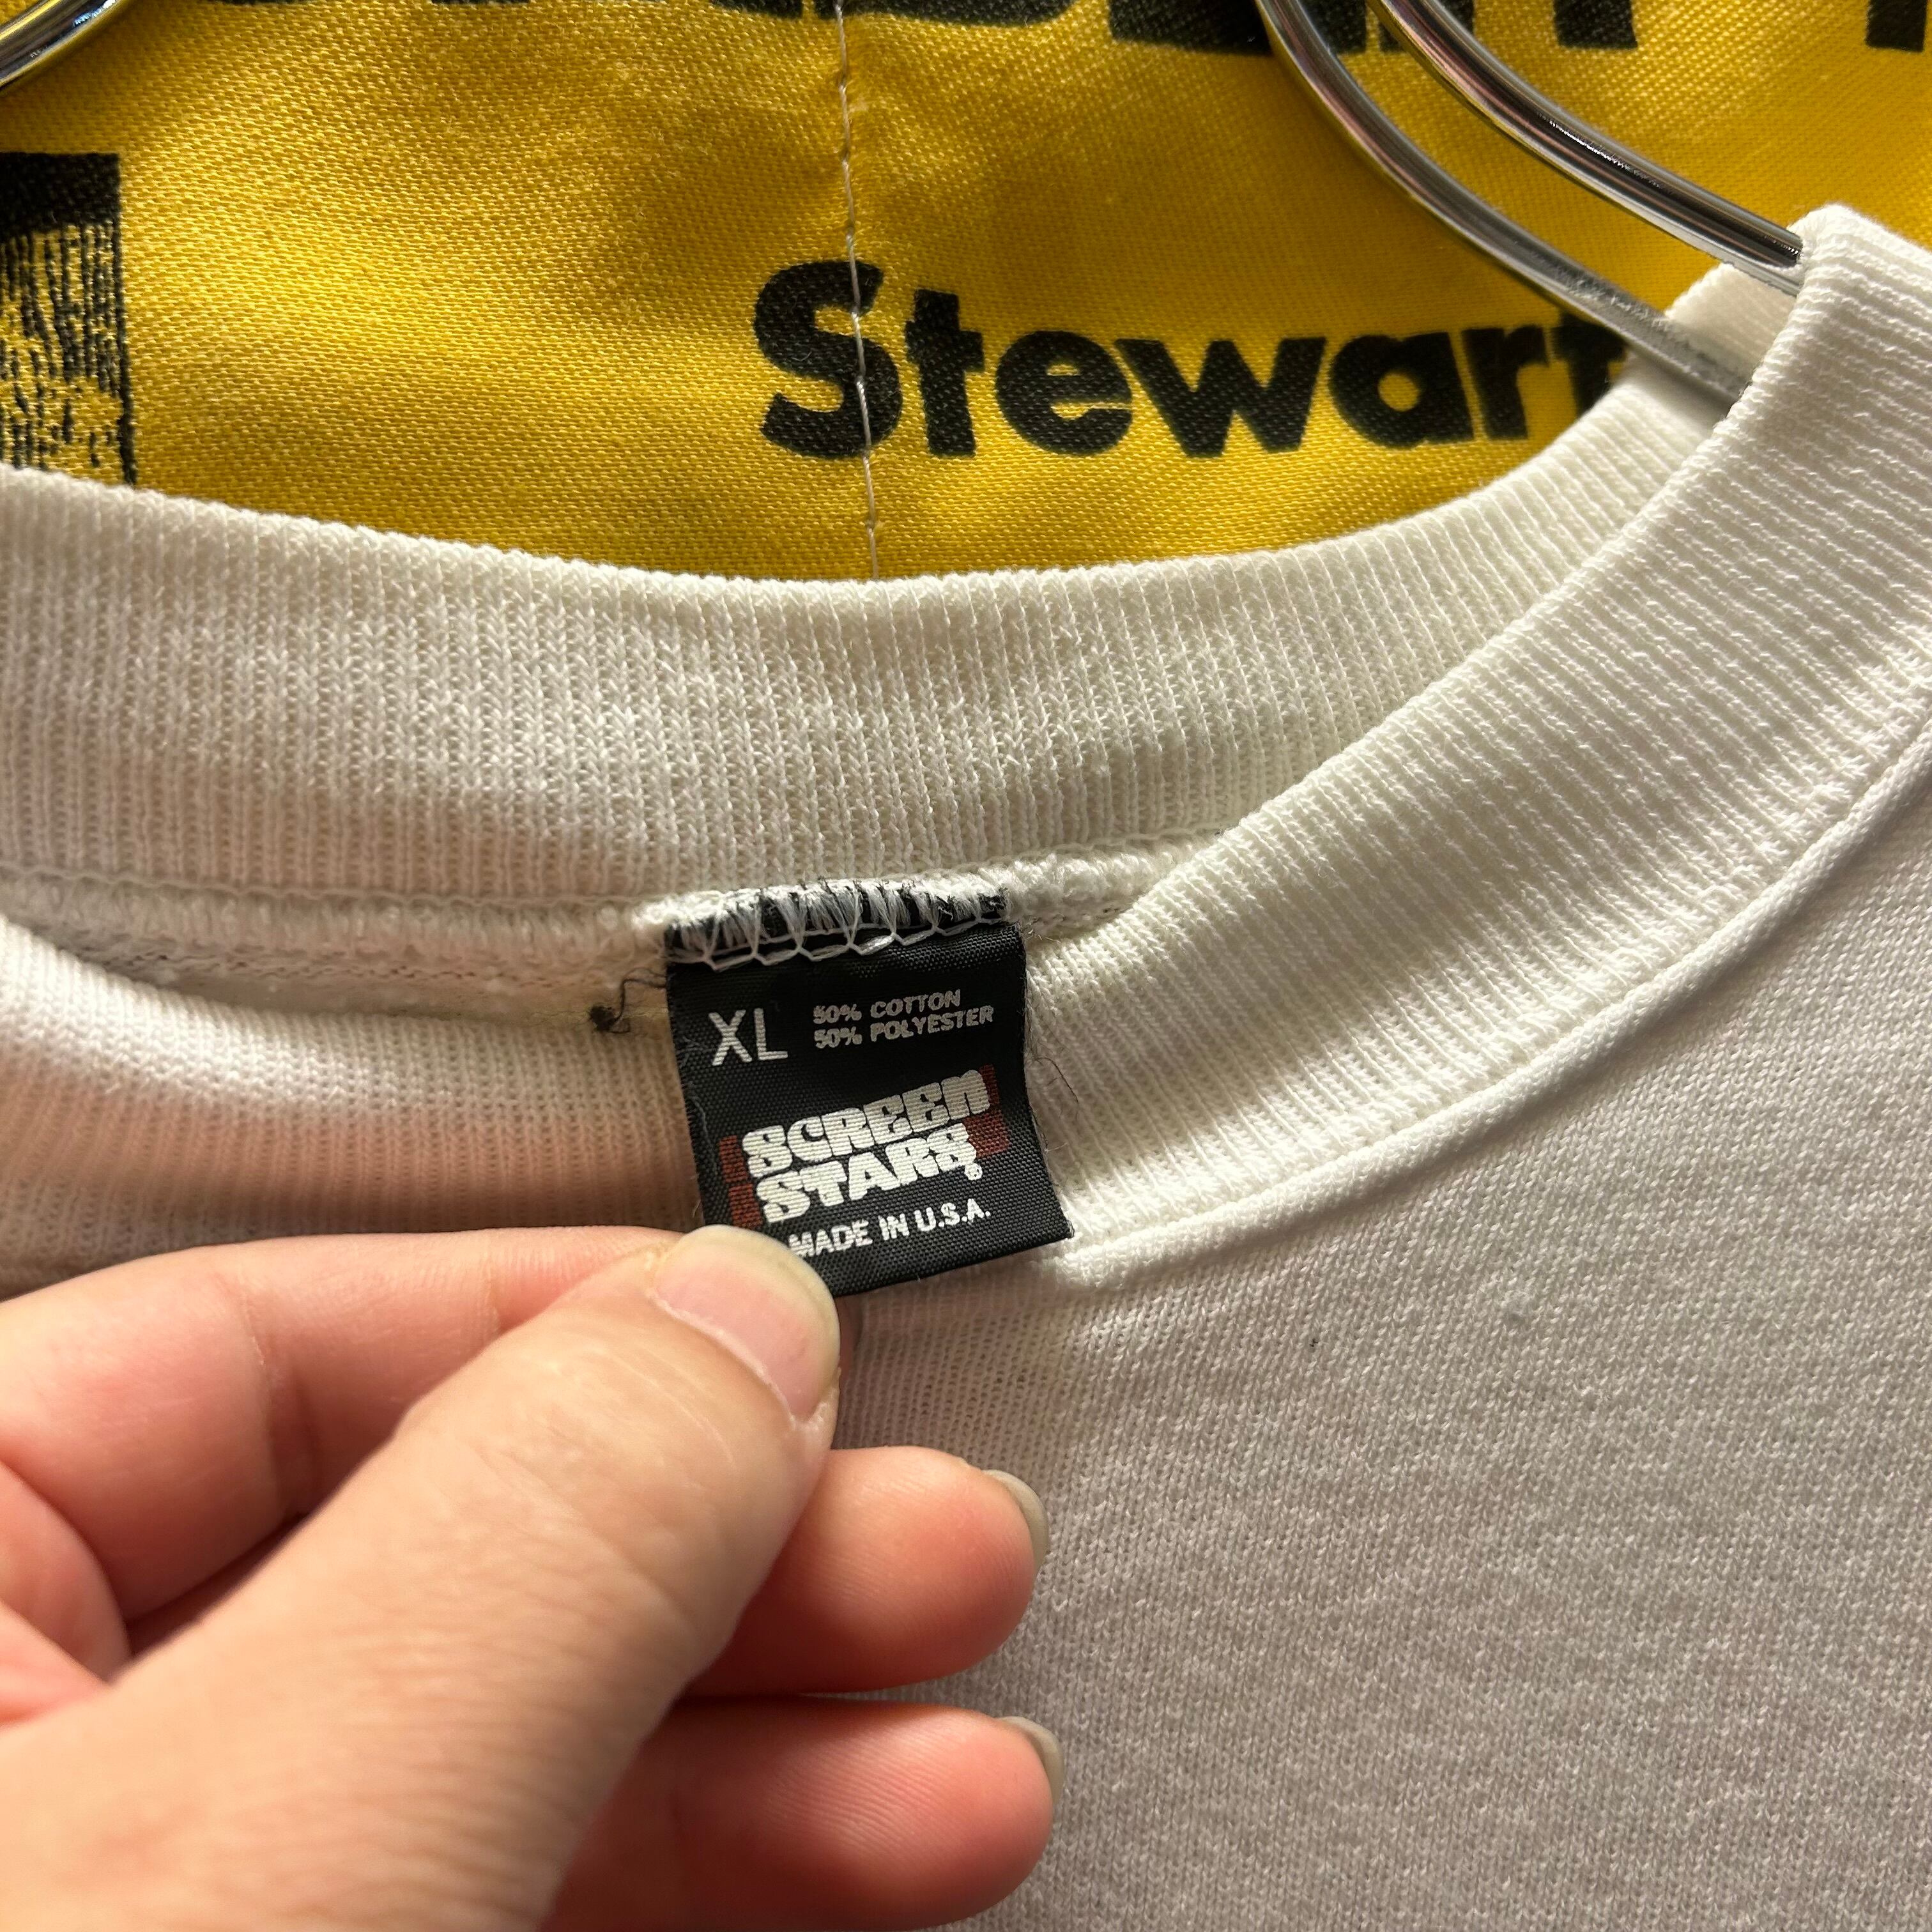 Stewart
XL
50% COTTON
50% POLYESTER
SCREEN
STARS®
MADE IN U.S.A.